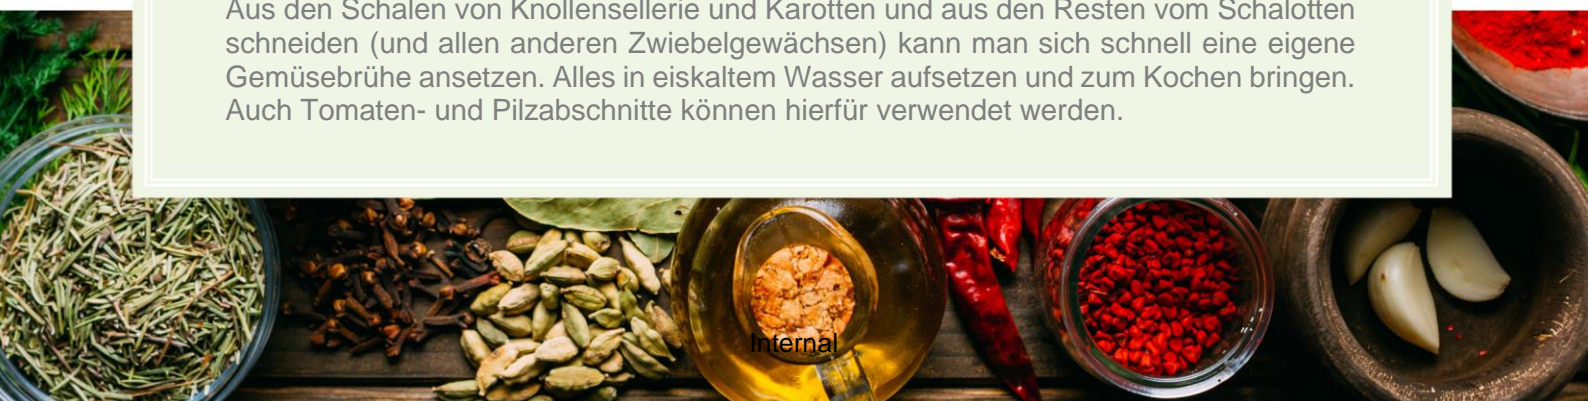 Aus den Schalen von Knollensellerie und Karotten und aus den Resten vom Schalotten
schneiden (und allen anderen Zwiebelgewächsen) kann man sich schnell eine eigene
Gemüsebrühe ansetzen. Alles in eiskaltem Wasser aufsetzen und zum Kochen bringen.
Auch Tomaten- und Pilzabschnitte können hierfür verwendet werden.
Internal